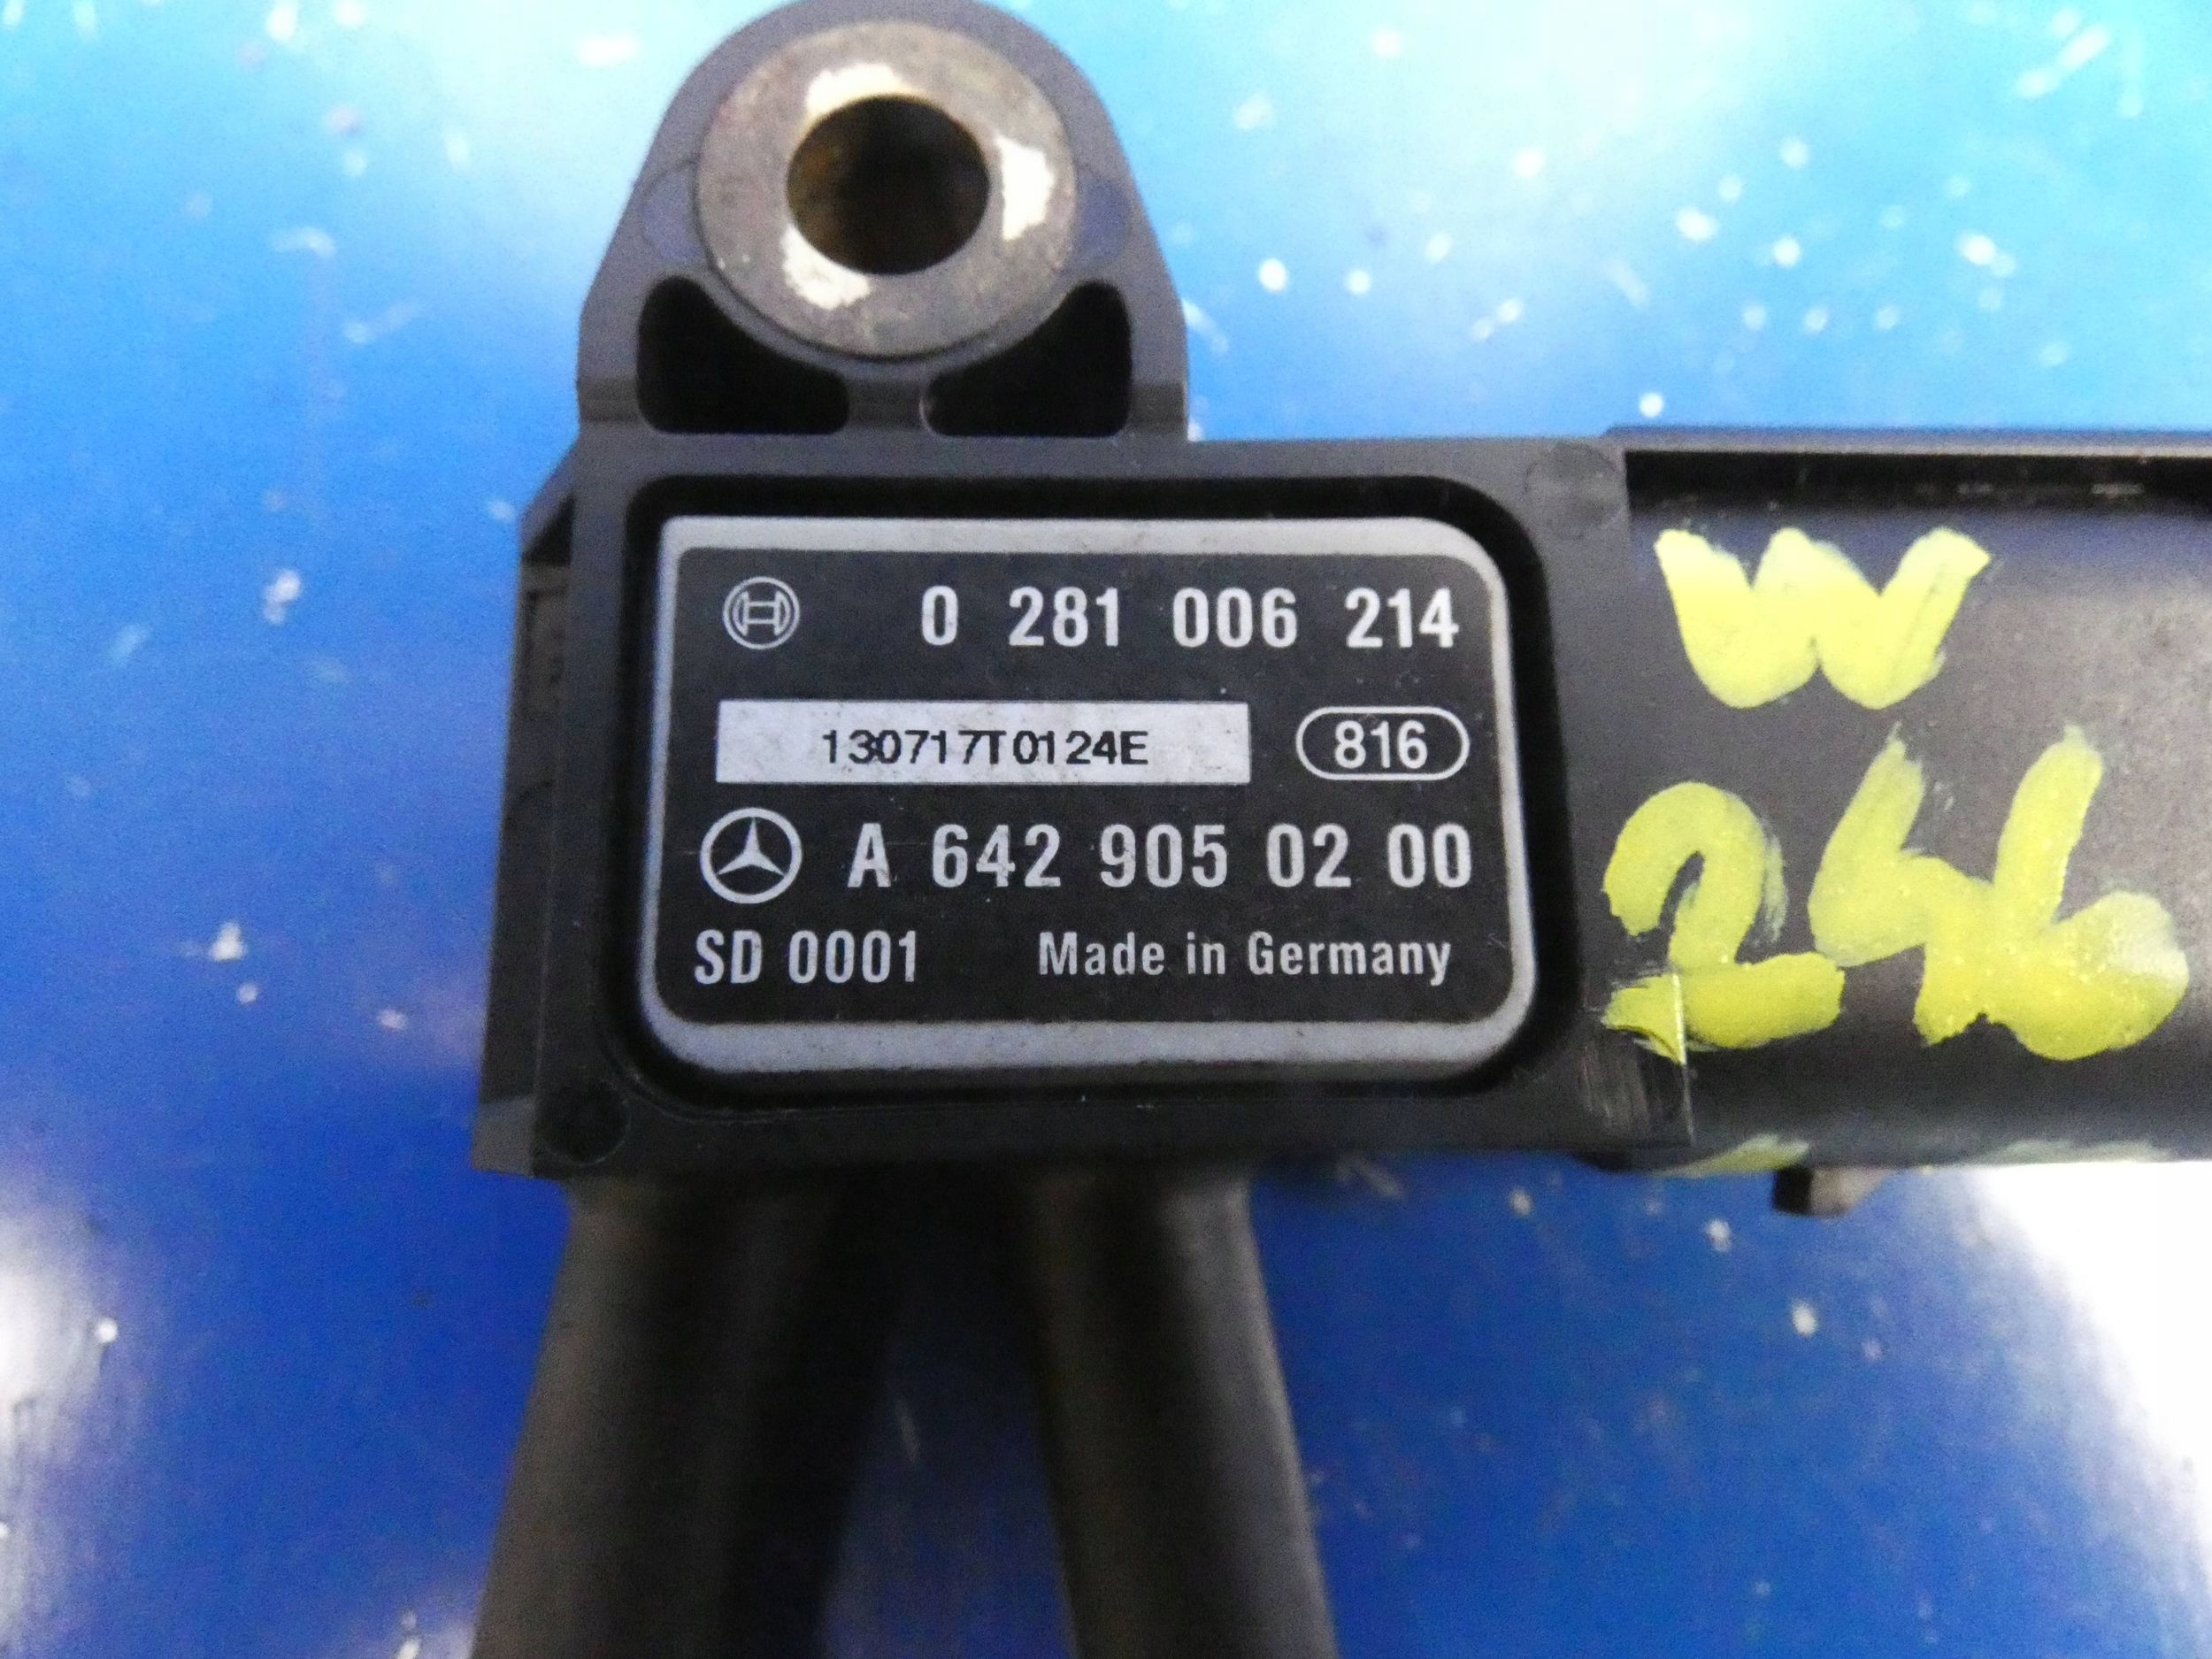 0 281 006 214
130717T0124E 816
A 642 905 02 00
SD 0001 Made in Germany
W
246